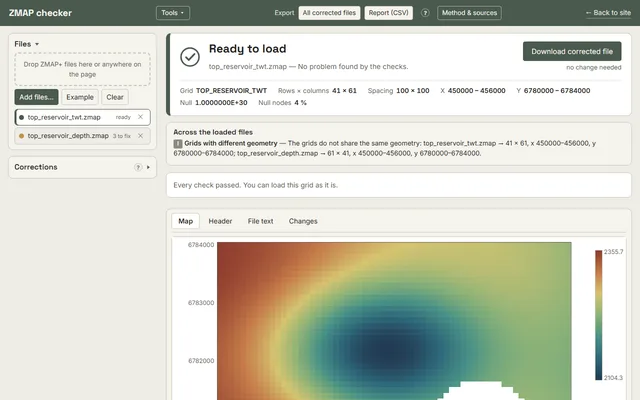 ZMAP checker
Tools
Export
All corrected files
Report (CSV)
?
Method & sources
← Back to site
Files
Drop ZMAP+ files here or anywhere on
the page
Add files...
Example
Clear
top_reservoir_twt.zmap ready
top_reservoir_depth.zmap 3 to fix
Corrections ?
Ready to load
top_reservoir_twt.zmap — No problem found by the checks.
Download corrected file
no change needed
Grid TOP_RESERVOIR_TWT Rows × columns 41 × 61 Spacing 100 × 100 X 450000 – 456000 Y 6780000 – 6784000
Null 1.0000000E+30 Null nodes 4 %
Across the loaded files
I Grids with different geometry — The grids do not share the same geometry: top_reservoir_twt.zmap → 41 × 61, x 450000–456000, y
6780000–6784000; top_reservoir_depth.zmap → 61 × 41, x 450000–456000, y 6780000–6784000.
Every check passed. You can load this grid as it is.
Map
Header
File text
Changes
6784000
6783000
6782000
2355.7
2104.3